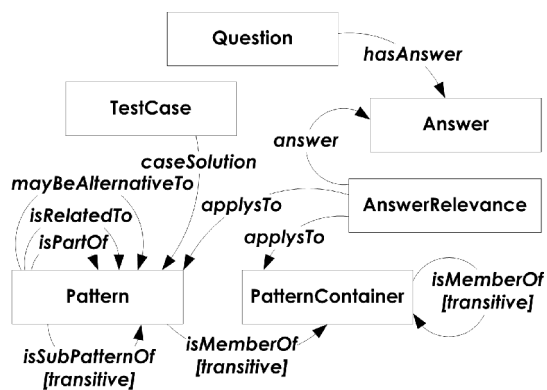 Question
hasAnswer
TestCase
Answer
answer
caseSolution
mayBeAlternativeTo
isRelatedTo
applysTo
AnswerRelevance
isPartOf
applysTo
Pattern
PatternContainer
isMemberOf
[transitive]
isMemberOf
[transitive]
isSubPatternOf
[transitive]